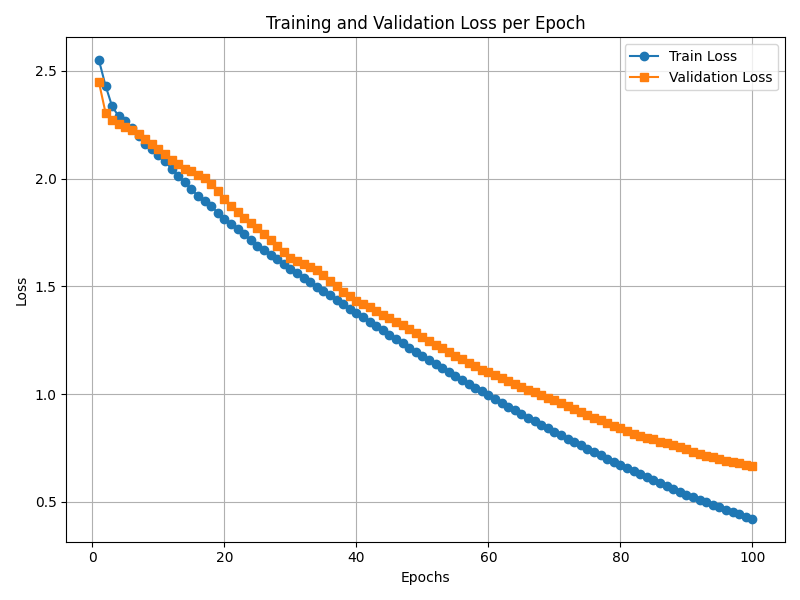 Training and Validation Loss per Epoch
Train Loss
Validation Loss
Loss
2.5
2.0
1.5
1.0
0.5
0 20 40 60 80 100
Epochs